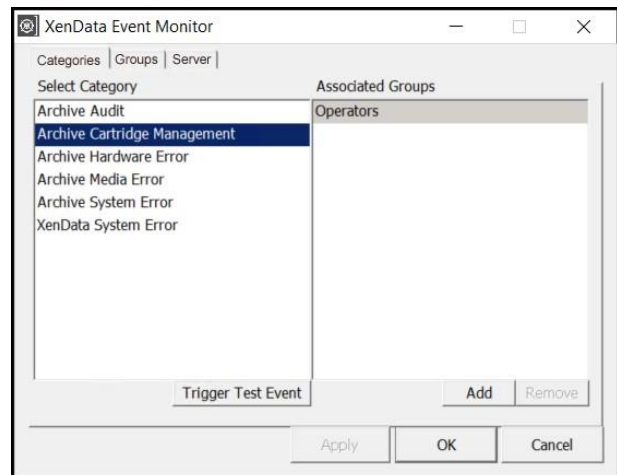 XenData Event Monitor
Categories Groups Server
Select Category Associated Groups
Archive Audit Operators
Archive Cartridge Management
Archive Hardware Error
Archive Media Error
Archive System Error
XenData System Error
Trigger Test Event Add Remove
Apply OK Cancel